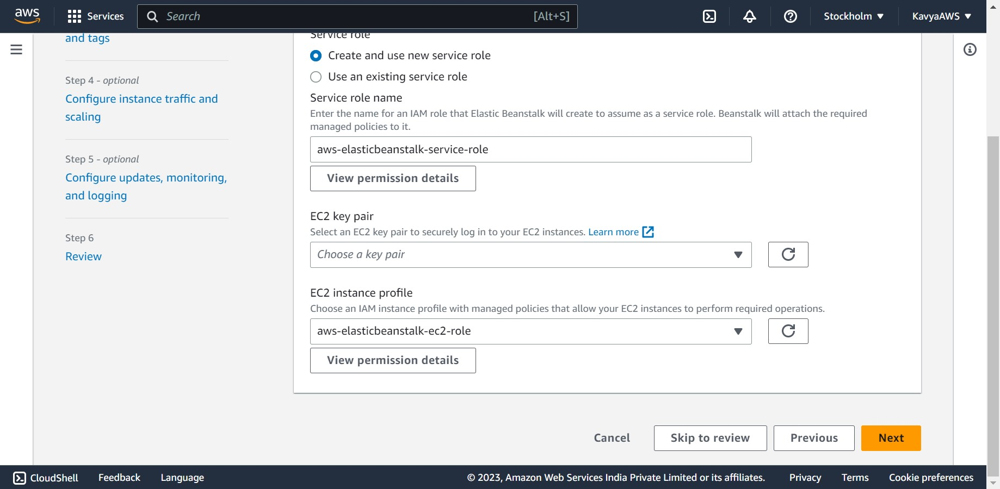 aws
Services
Search
[Alt+S]
Stockholm
KavyaAWS
and tags
Step 4 - optional
Configure instance traffic and
scaling
Step 5 - optional
Configure updates, monitoring,
and logging
Step 6
Review
Service role
Create and use new service role
Use an existing service role
Service role name
Enter the name for an IAM role that Elastic Beanstalk will create to assume as a service role. Beanstalk will attach the required
managed policies to it.
aws-elasticbeanstalk-service-role
View permission details
EC2 key pair
Select an EC2 key pair to securely log in to your EC2 instances. Learn more
Choose a key pair
EC2 instance profile
Choose an IAM instance profile with managed policies that allow your EC2 instances to perform required operations.
aws-elasticbeanstalk-ec2-role
View permission details
Cancel
Skip to review
Previous
Next
CloudShell
Feedback
Language
© 2023, Amazon Web Services India Private Limited or its affiliates.
Privacy
Terms
Cookie preferences